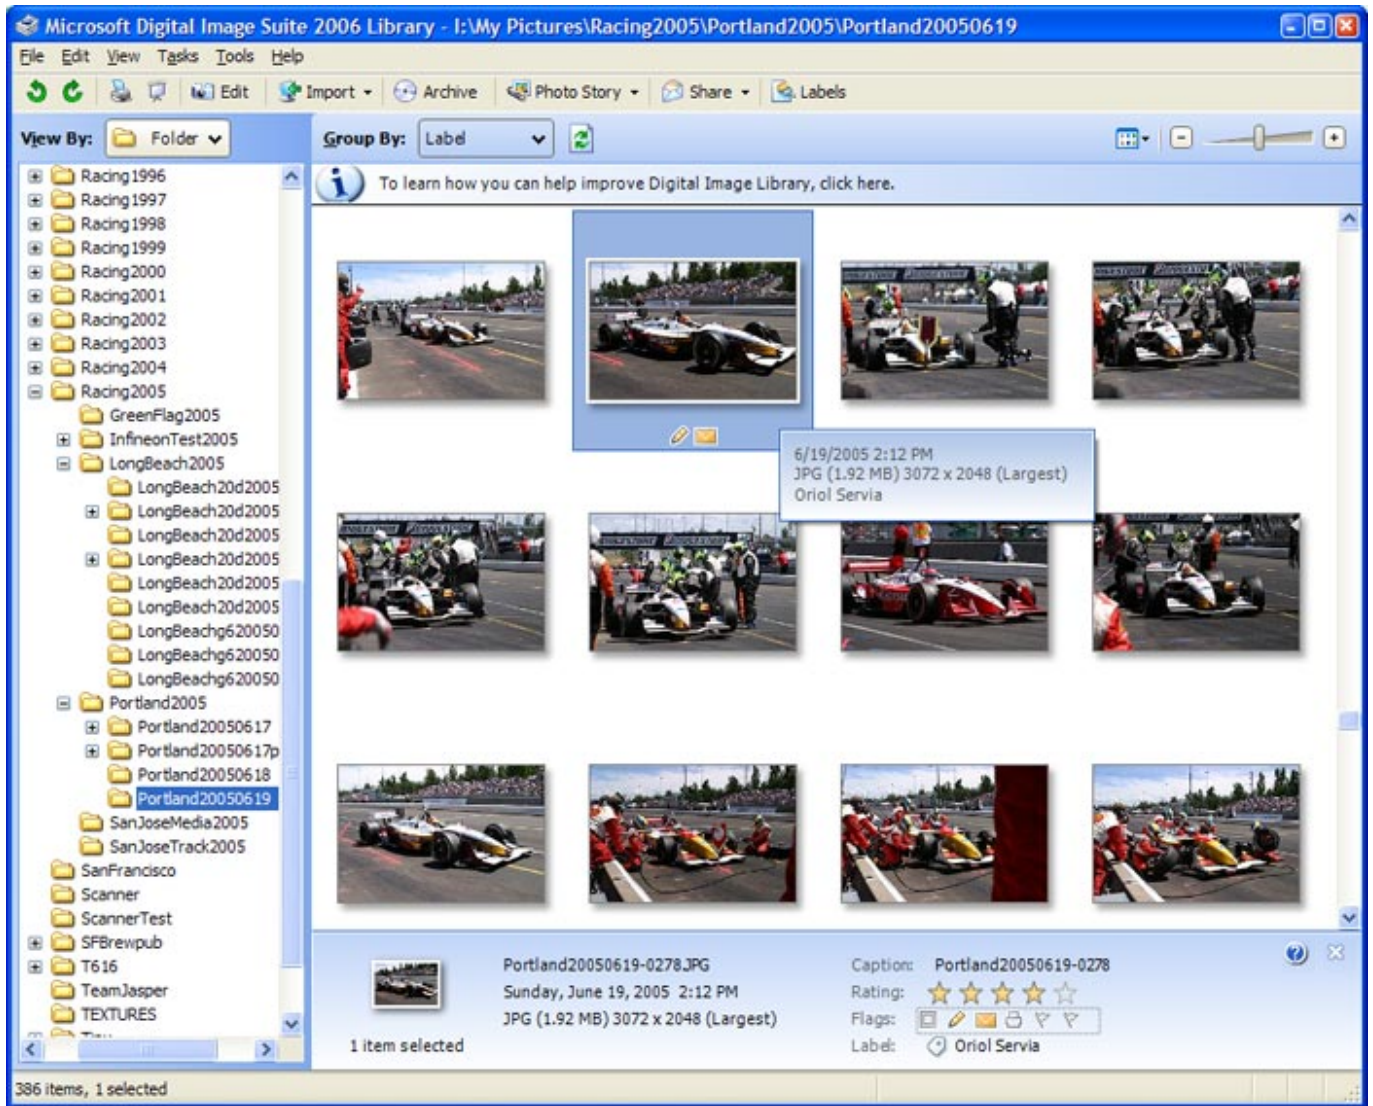 Microsoft Digital Image Suite 2006 Library - I:\My Pictures\Racing2005\Portland2005\Portland20050619
File Edit View Tasks Tools Help
Edit Import Archive Photo Story Share Labels
View By: Folder Group By: Label
To learn how you can help improve Digital Image Library, click here.
Racing1996
Racing1997
Racing1998
Racing1999
Racing2000
Racing2001
Racing2002
Racing2003
Racing2004
Racing2005
GreenFlag2005
InfineonTest2005
LongBeach2005
LongBeach20d2005
LongBeach20d2005
LongBeach20d2005
LongBeach20d2005
LongBeach20d2005
LongBeach20d2005
LongBeachg620050
LongBeachg620050
LongBeachg620050
Portland2005
Portland20050617
Portland20050617p
Portland20050618
Portland20050619
SanJoseMedia2005
SanJoseTrack2005
SanFrancisco
Scanner
ScannerTest
SFBrewpub
T616
TeamJasper
TEXTURES
6/19/2005 2:12 PM
JPG (1.92 MB) 3072 x 2048 (Largest)
Oriol Servia
1 item selected
Portland20050619-0278.JPG
Sunday, June 19, 2005 2:12 PM
JPG (1.92 MB) 3072 x 2048 (Largest)
Caption: Portland20050619-0278
Rating:
Flags:
Label: Oriol Servia
386 items, 1 selected